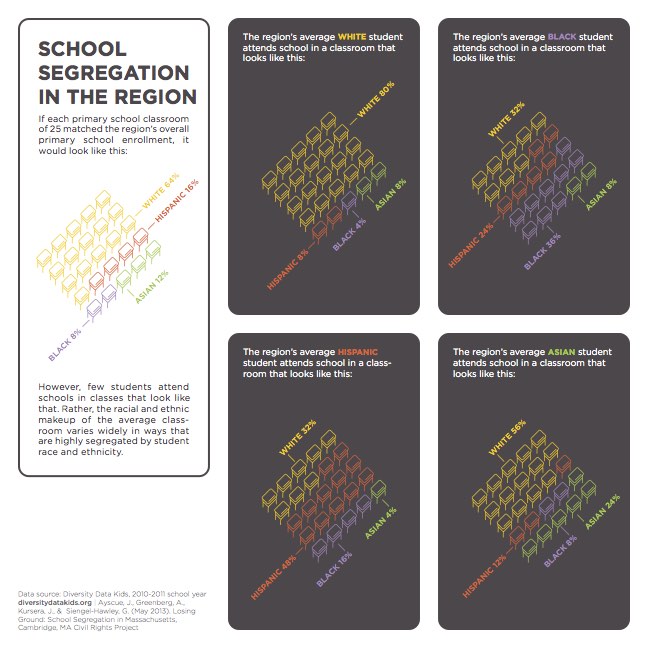 SCHOOL
SEGREGATION
IN THE REGION
If each primary school classroom
of 25 matched the region's overall
primary school enrollment, it
would look like this:
WHITE 64%
HISPANIC 16%
ASIAN 12%
BLACK 8%
However, few students attend
schools in classes that look like
that. Rather, the racial and ethnic
makeup of the average class-
room varies widely in ways that
are highly segregated by student
race and ethnicity.
The region's average WHITE student
attends school in a classroom that
looks like this:
WHITE 80%
ASIAN 8%
BLACK 4%
HISPANIC 8%
The region's average BLACK student
attends school in a classroom that
looks like this:
WHITE 32%
ASIAN 8%
BLACK 36%
HISPANIC 24%
The region's average HISPANIC
student attends school in a class-
room that looks like this:
WHITE 32%
ASIAN 4%
BLACK 16%
HISPANIC 48%
The region's average ASIAN student
attends school in a classroom that
looks like this:
WHITE 56%
ASIAN 24%
BLACK 8%
HISPANIC 12%
Data source: Diversity Data Kids, 2010-2011 school year
diversitydatakids.org | Ayscue, J., Greenberg, A.,
Kursera, J., & Siengel-Hawley, G. (May 2013). Losing
Ground: School Segregation in Massachusetts,
Cambridge, MA Civil Rights Project